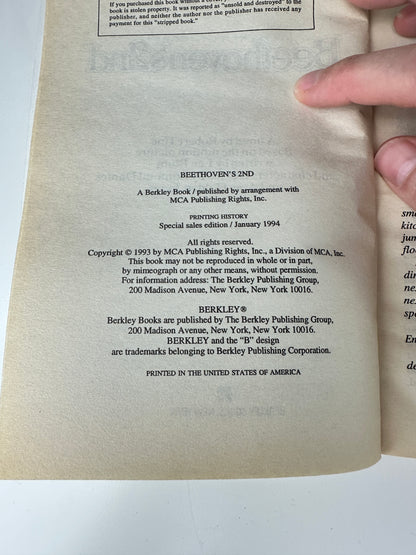 If you purchased this book without a cover
book is stolen property. It was reported as "unsold and destroyed" to the
publisher, and neither the author nor the publisher has received any
payment for this "stripped book."
BEETHOVEN'S 2ND
A Berkley Book / published by arrangement with
MCA Publishing Rights, Inc.
PRINTING HISTORY
Special sales edition / January 1994
All rights reserved.
Copyright © 1993 by MCA Publishing Rights, Inc., a Division of MCA, Inc.
This book may not be reproduced in whole or in part,
by mimeograph or any other means, without permission.
For information address: The Berkley Publishing Group,
200 Madison Avenue, New York, New York 10016.
BERKLEY®
Berkley Books are published by The Berkley Publishing Group,
200 Madison Avenue, New York, New York 10016.
BERKLEY and the "B" design
are trademarks belonging to Berkley Publishing Corporation.
PRINTED IN THE UNITED STATES OF AMERICA